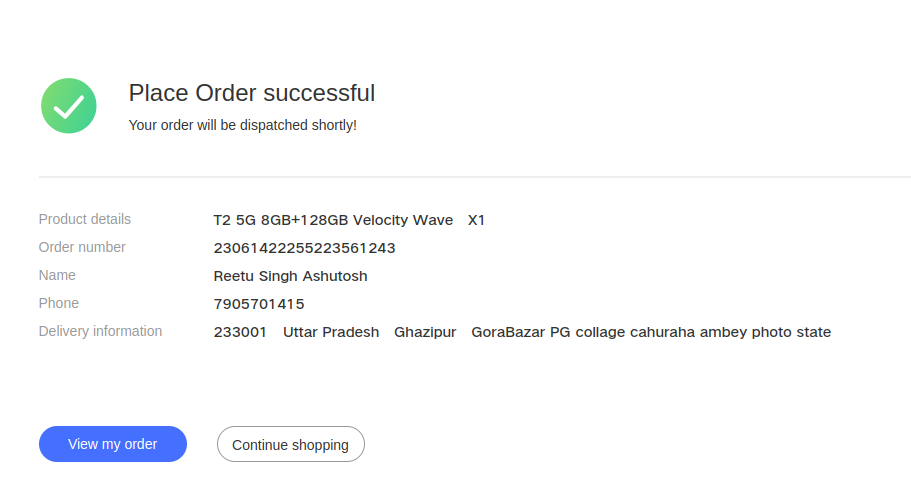 Place Order successful
Your order will be dispatched shortly!
Product details T2 5G 8GB+128GB Velocity Wave X1
Order number 23061422255223561243
Name Reetu Singh Ashutosh
Phone 7905701415
Delivery information 233001 Uttar Pradesh Ghazipur GoraBazar PG collage cahuraha ambey photo state
View my order Continue shopping